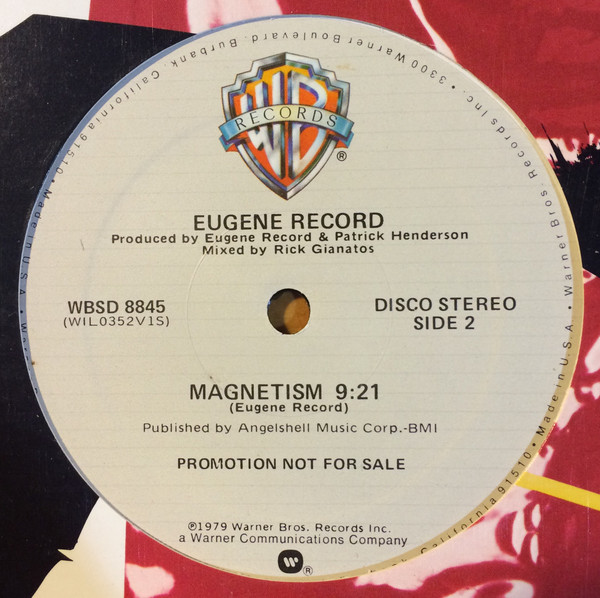 WB
RECORDS
®
EUGENE RECORD
Produced by Eugene Record & Patrick Henderson
Mixed by Rick Gianatos
WBSD 8845
(WIL0352V1S)
DISCO STEREO
SIDE 2
MAGNETISM 9:21
(Eugene Record)
Published by Angelshell Music Corp.-BMI
PROMOTION NOT FOR SALE
℗1979 Warner Bros. Records Inc.
a Warner Communications Company
®
Warner Bros. Records Inc. • 3300 Warner Boulevard, Burbank, California 91510 • Made in U.S.A. •
California 91510 • Made in U.S.A. •